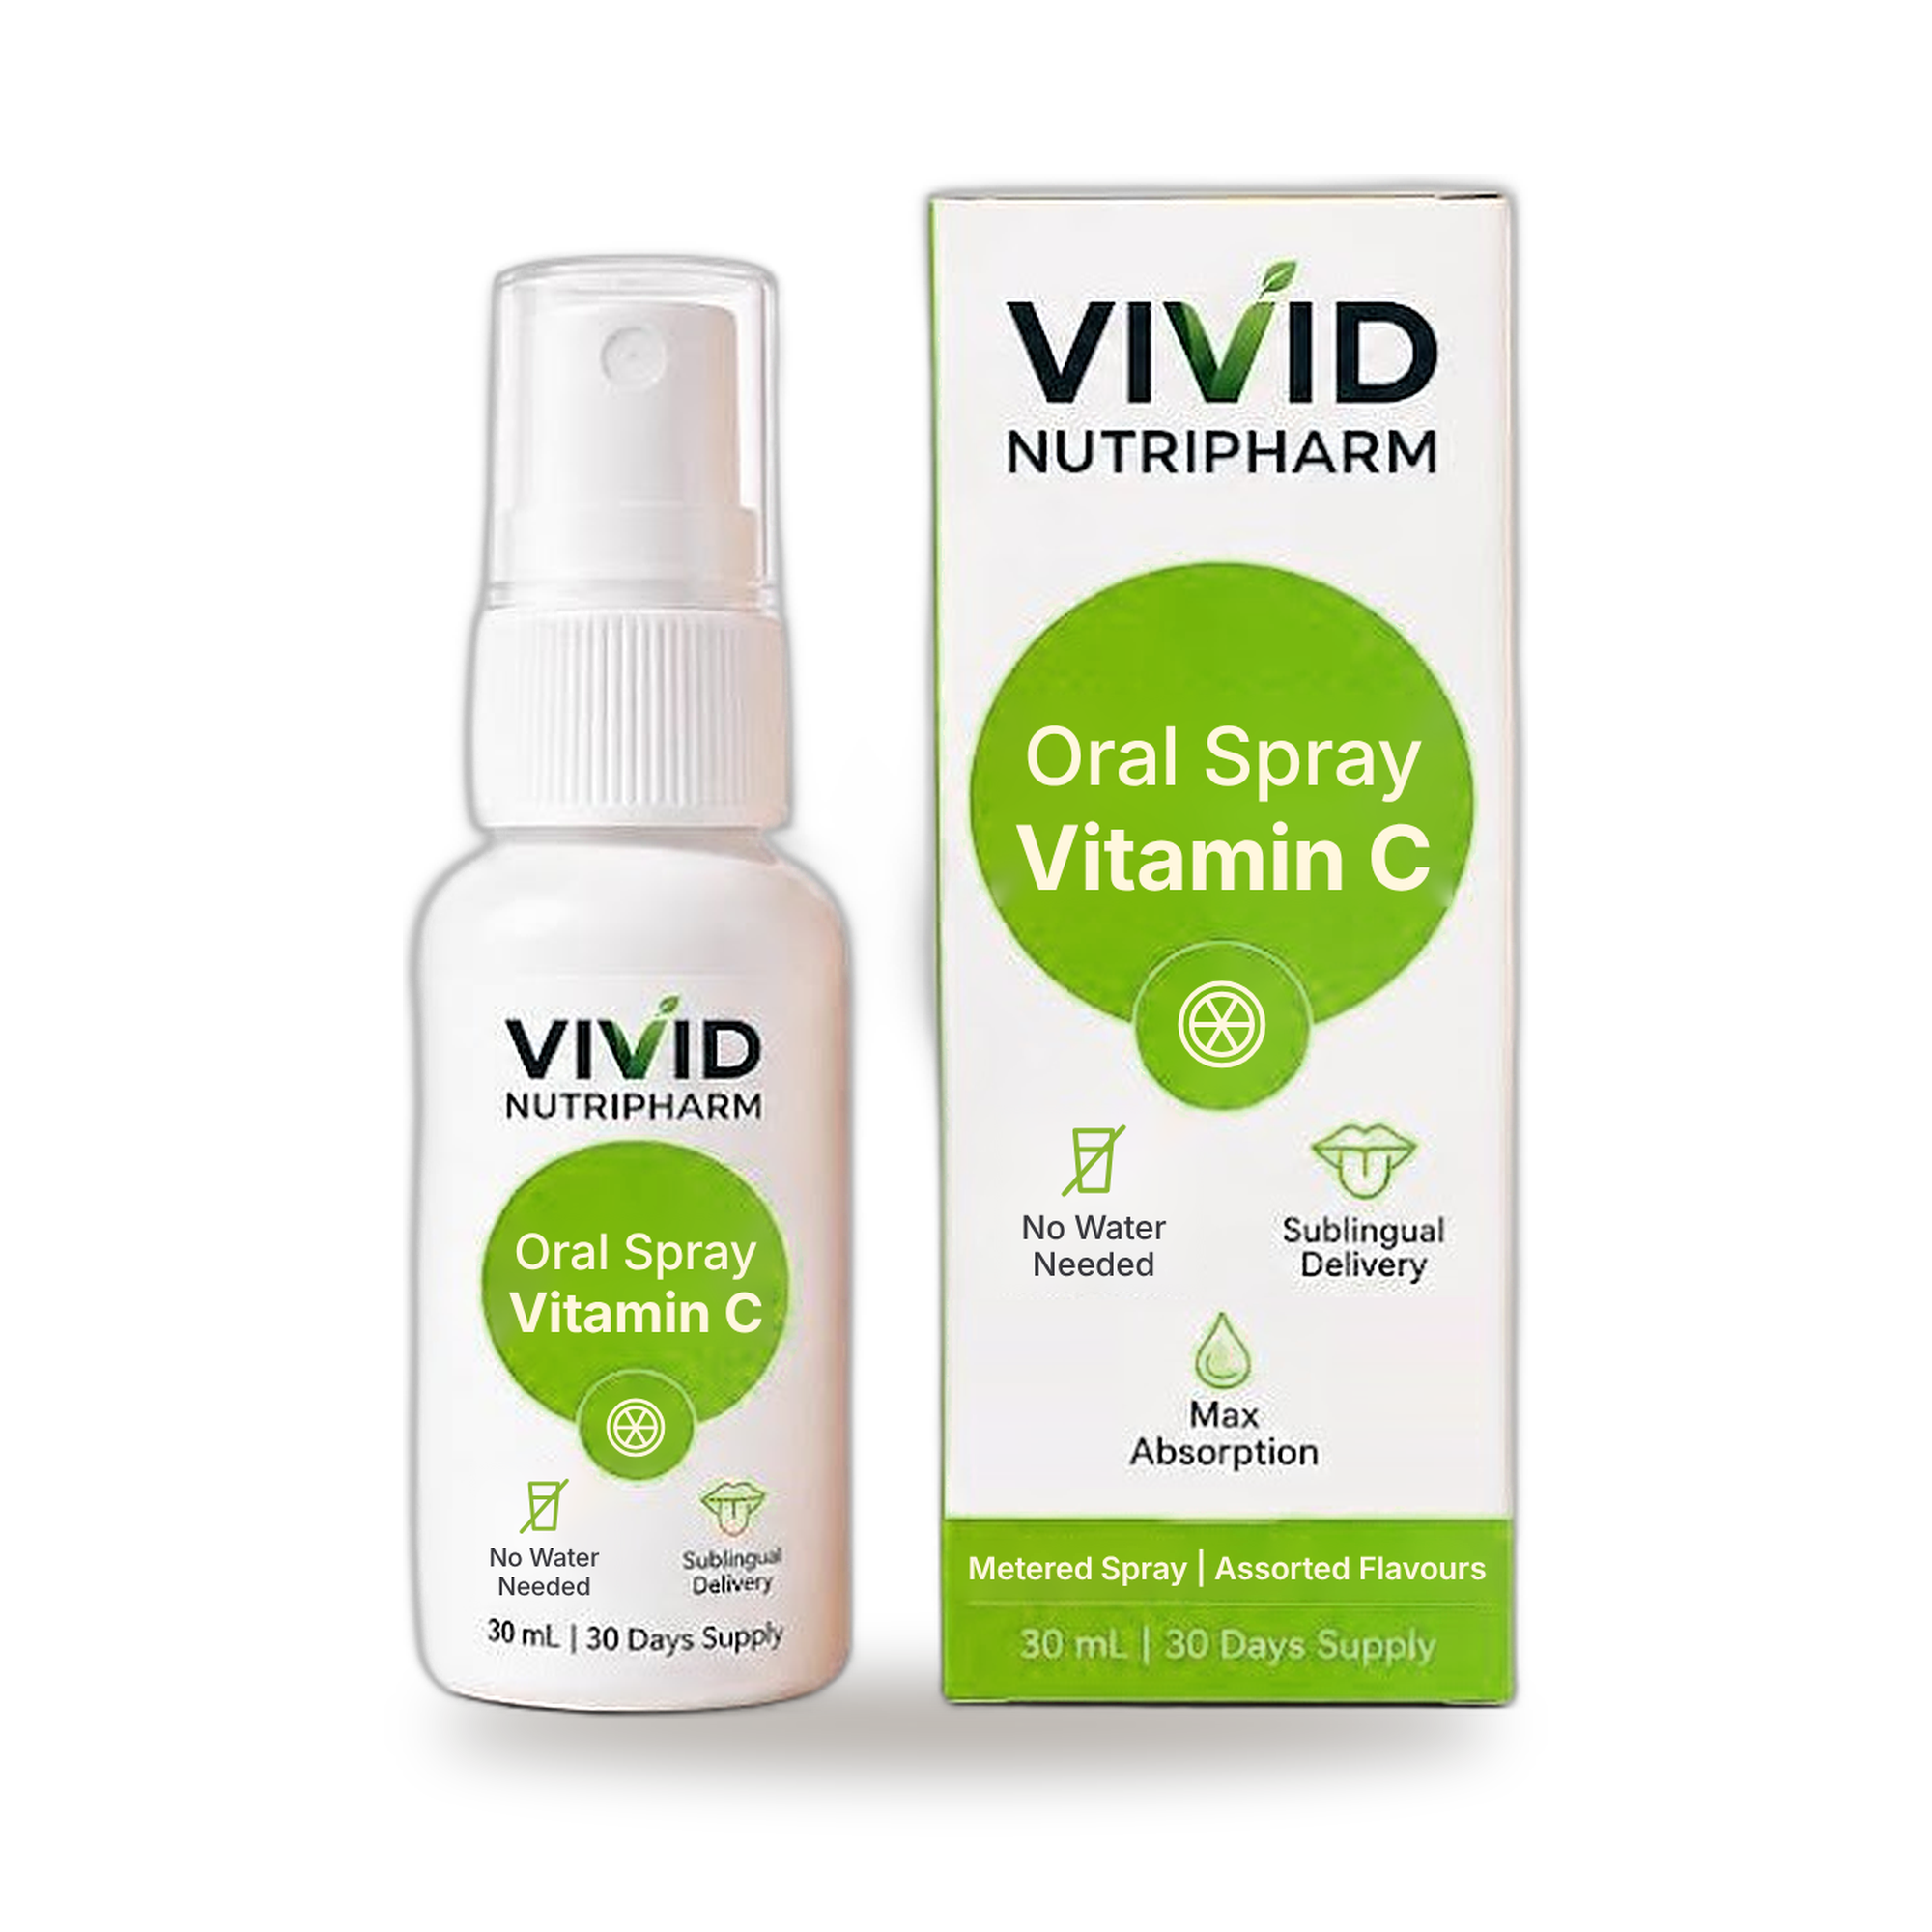 VIVID
NUTRIPHARM
Oral Spray
Vitamin C
No Water
Needed
Sublingual
Delivery
30 mL | 30 Days Supply
VIVID
NUTRIPHARM
Oral Spray
Vitamin C
No Water
Needed
Sublingual
Delivery
Max
Absorption
Metered Spray | Assorted Flavours
30 mL | 30 Days Supply